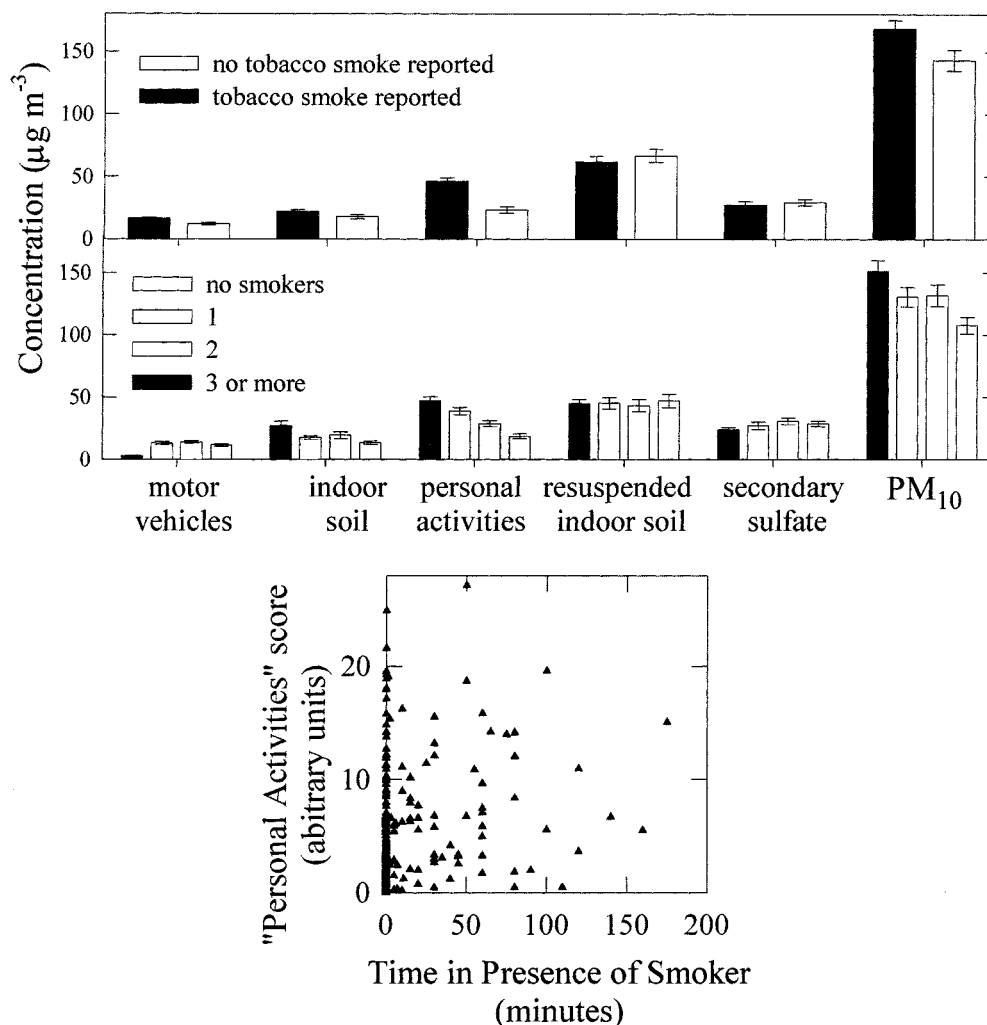 Concentration (µg m⁻³)
150
100
50
0
no tobacco smoke reported
tobacco smoke reported
150
100
50
0
no smokers
1
2
3 or more
motor
vehicles
indoor
soil
personal
activities
resuspended
indoor soil
secondary
sulfate
PM₁₀
"Personal Activities" score
(abitrary units)
20
10
0
0 50 100 150 200
Time in Presence of Smoker
(minutes)